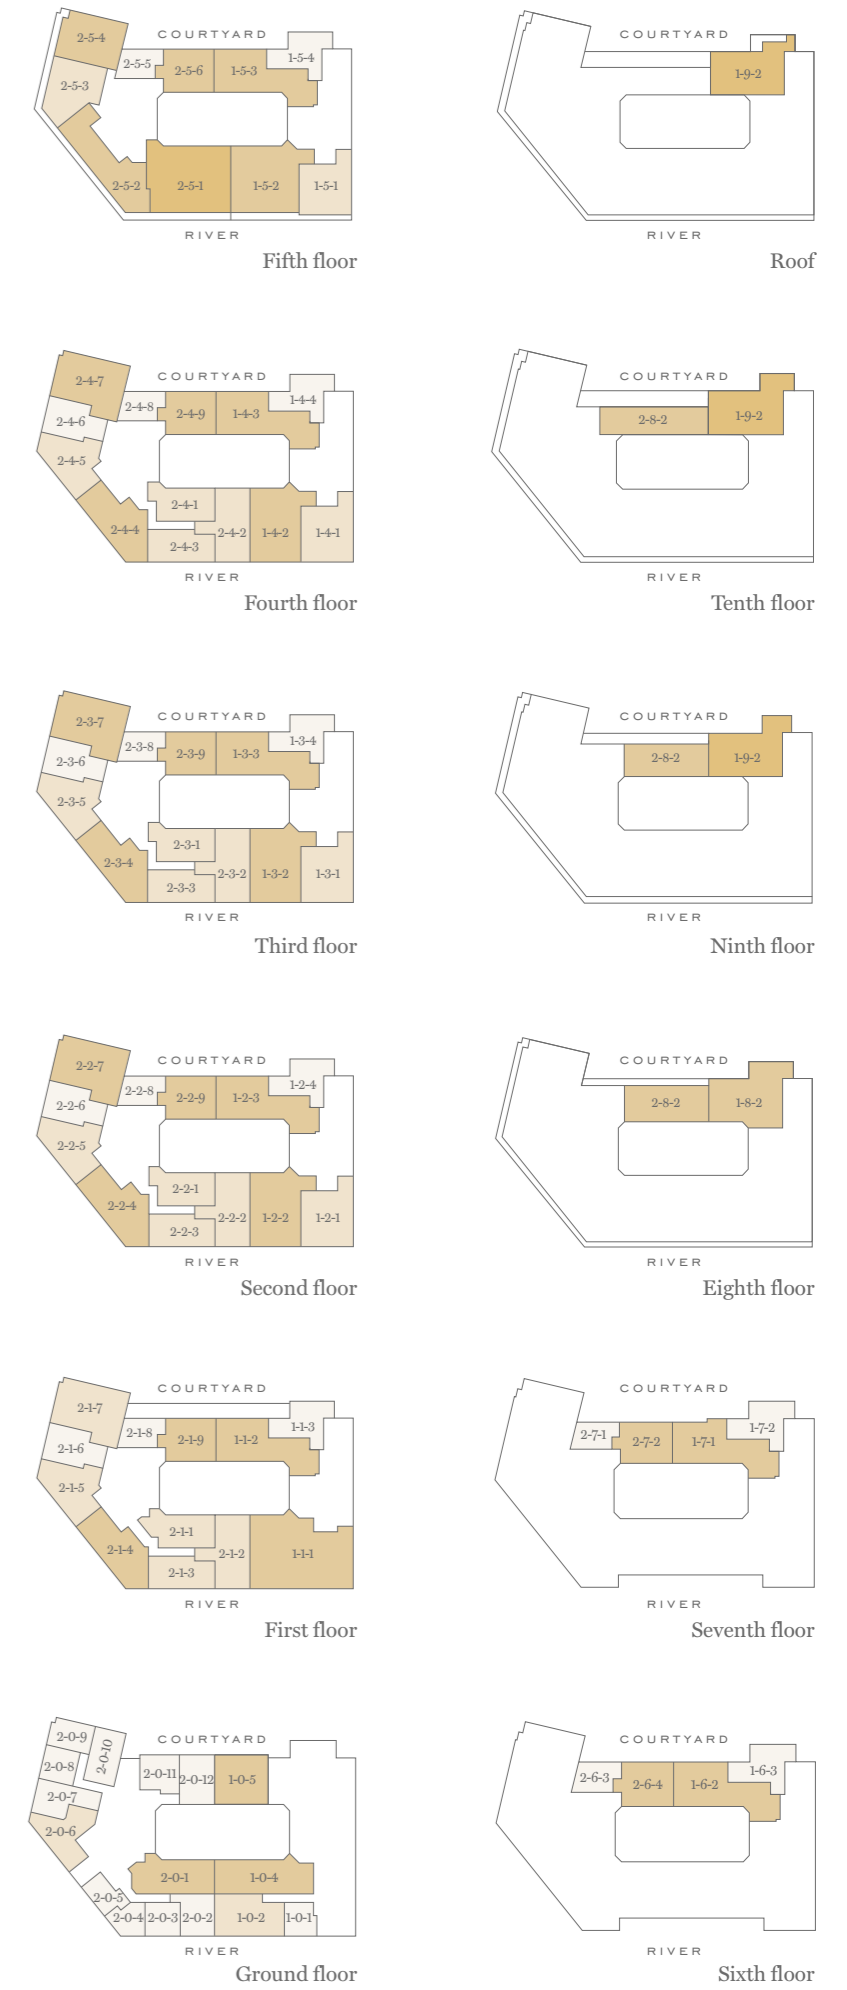 COURTYARD
2-5-4
2-5-5
2-5-6
1-5-3
1-5-4
2-5-3
2-5-2
2-5-1
1-5-2
1-5-1
RIVER
Fifth floor
COURTYARD
1-9-2
RIVER
Roof
COURTYARD
2-4-7
2-4-8
2-4-9
1-4-3
1-4-4
2-4-6
2-4-5
2-4-1
2-4-4
2-4-2
1-4-2
1-4-1
2-4-3
RIVER
Fourth floor
COURTYARD
2-8-2
1-9-2
RIVER
Tenth floor
COURTYARD
2-3-7
2-3-8
2-3-9
1-3-3
1-3-4
2-3-6
2-3-5
2-3-1
2-3-4
2-3-2
1-3-2
1-3-1
2-3-3
RIVER
Third floor
COURTYARD
2-8-2
1-9-2
RIVER
Ninth floor
COURTYARD
2-2-7
2-2-8
2-2-9
1-2-3
1-2-4
2-2-6
2-2-5
2-2-1
2-2-4
2-2-2
1-2-2
1-2-1
2-2-3
RIVER
Second floor
COURTYARD
2-8-2
1-8-2
RIVER
Eighth floor
COURTYARD
2-1-7
2-1-8
2-1-9
1-1-2
1-1-3
2-1-6
2-1-5
2-1-1
2-1-4
2-1-2
1-1-1
2-1-3
RIVER
First floor
COURTYARD
2-7-1
2-7-2
1-7-1
1-7-2
RIVER
Seventh floor
COURTYARD
2-0-9
2-0-10
2-0-8
2-0-11
2-0-12
1-0-5
2-0-7
2-0-6
2-0-1
1-0-4
2-0-5
2-0-4
2-0-3
2-0-2
1-0-2
1-0-1
RIVER
Ground floor
COURTYARD
2-6-3
2-6-4
1-6-2
1-6-3
RIVER
Sixth floor